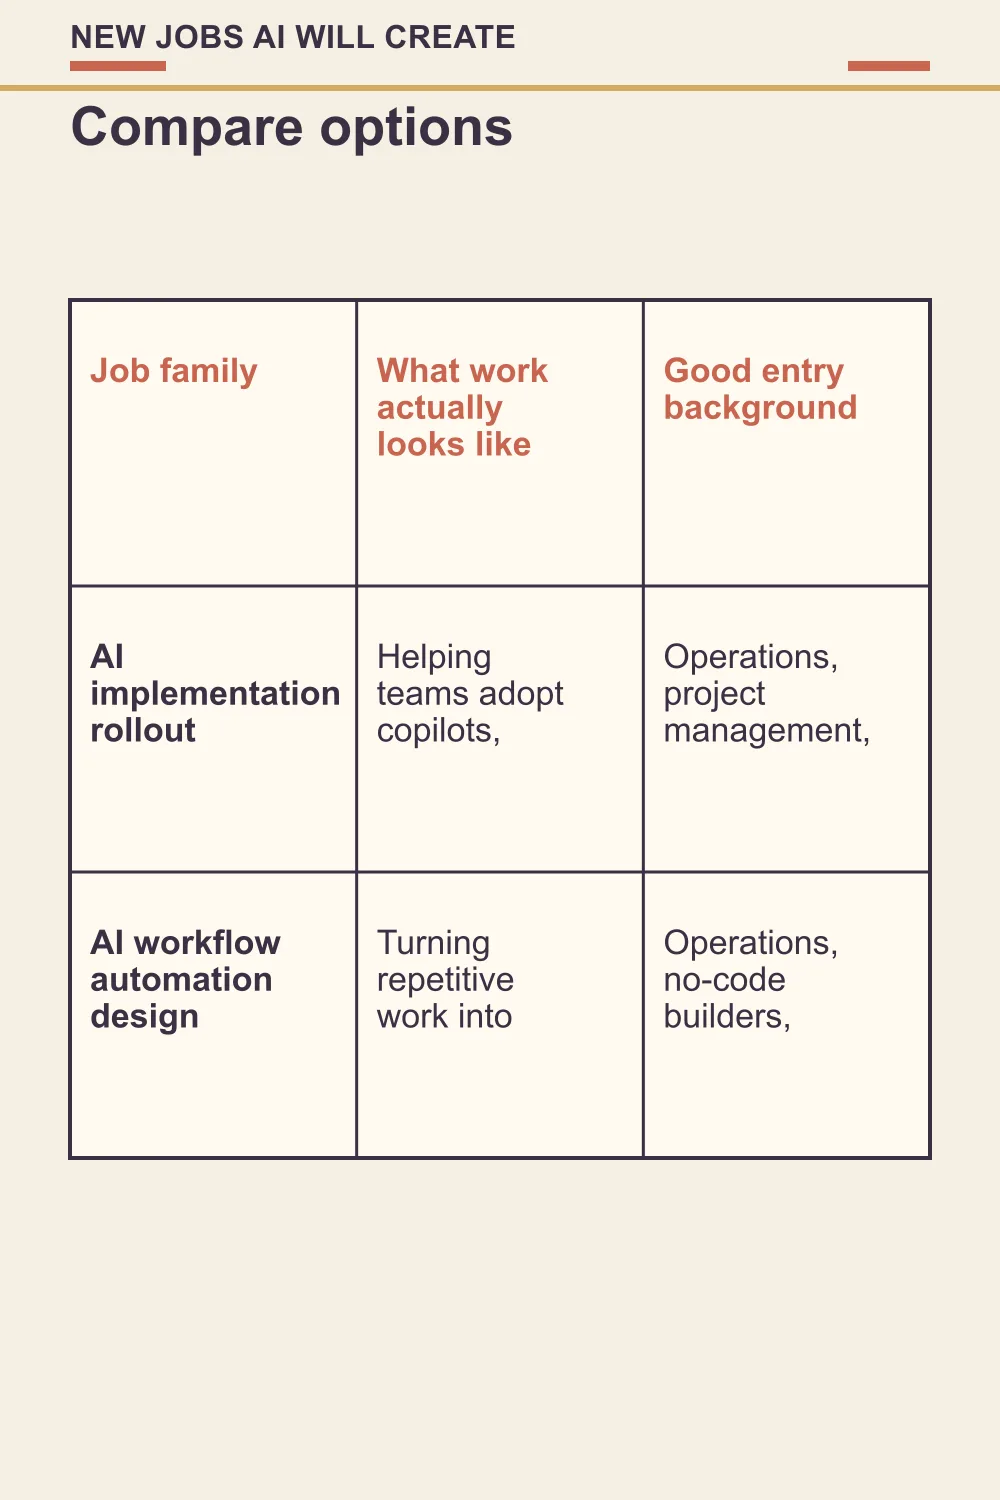 NEW JOBS AI WILL CREATE
Compare options
Job family
What work
actually
looks like
Good entry
background
AI
implementation
rollout
Helping
teams adopt
copilots,
Operations,
project
management,
AI workflow
automation
design
Turning
repetitive
work into
Operations,
no-code
builders,